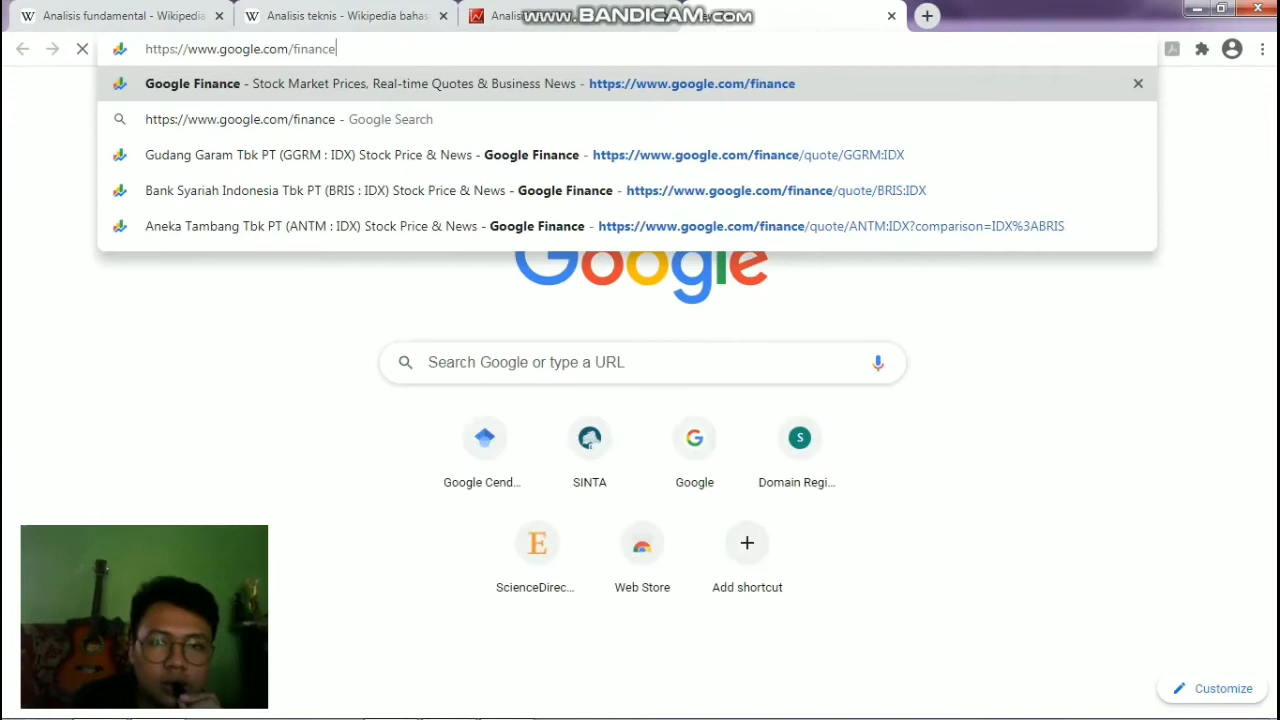 Analisis fundamental - Wikipedia
Analisis teknis - Wikipedia bahas
Analis
www.BANDICAM.com
https://www.google.com/finance
Google Finance - Stock Market Prices, Real-time Quotes & Business News - https://www.google.com/finance
https://www.google.com/finance - Google Search
Gudang Garam Tbk PT (GGRM : IDX) Stock Price & News - Google Finance - https://www.google.com/finance/quote/GGRM:IDX
Bank Syariah Indonesia Tbk PT (BRIS : IDX) Stock Price & News - Google Finance - https://www.google.com/finance/quote/BRIS:IDX
Aneka Tambang Tbk PT (ANTM : IDX) Stock Price & News - Google Finance - https://www.google.com/finance/quote/ANTM:IDX?comparison=IDX%3ABRIS
Google
Search Google or type a URL
Google Cend...
SINTA
Google
S
Domain Regi...
E
ScienceDirec...
Web Store
Add shortcut
Customize